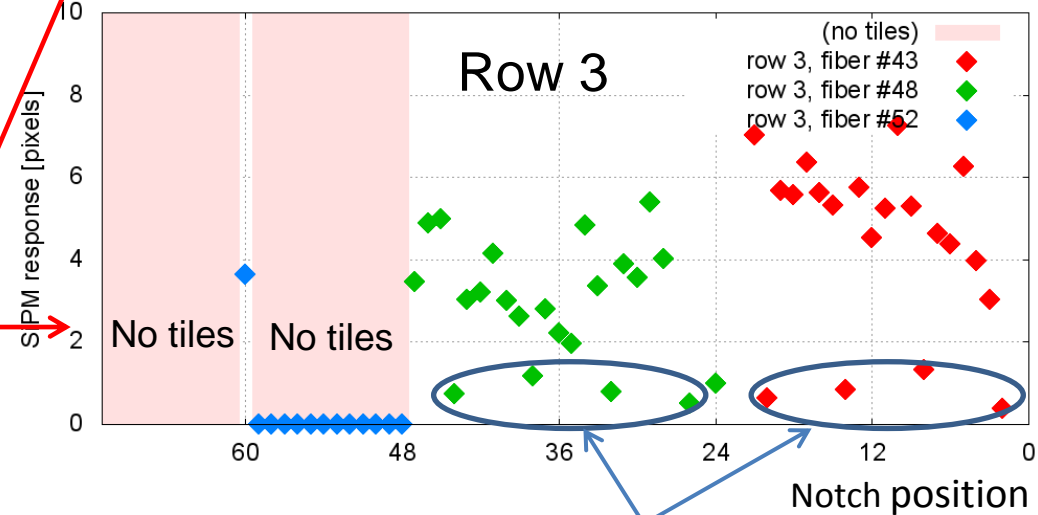 10
8
6
4
2
0
SiPM response [pixels]
Row 3
(no tiles)
row 3, fiber #43
row 3, fiber #48
row 3, fiber #52
No tiles
No tiles
60
48
36
24
12
0
Notch position